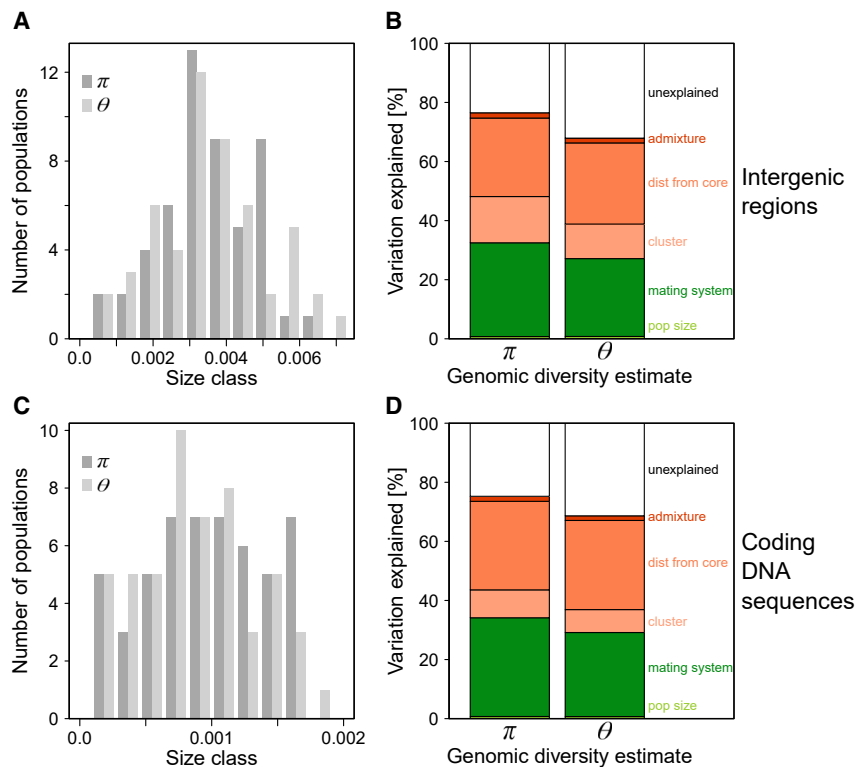 A
Number of populations
12
8
4
0
π
θ
0.0
0.002
0.004
0.006
Size class
B
Variation explained [%]
100
80
60
40
20
0
unexplained
admixture
dist from core
cluster
mating system
pop size
π
θ
Genomic diversity estimate
Intergenic
regions
C
Number of populations
10
8
6
4
2
0
π
θ
0.0
0.001
0.002
Size class
D
Variation explained [%]
100
80
60
40
20
0
unexplained
admixture
dist from core
cluster
mating system
pop size
π
θ
Genomic diversity estimate
Coding
DNA
sequences